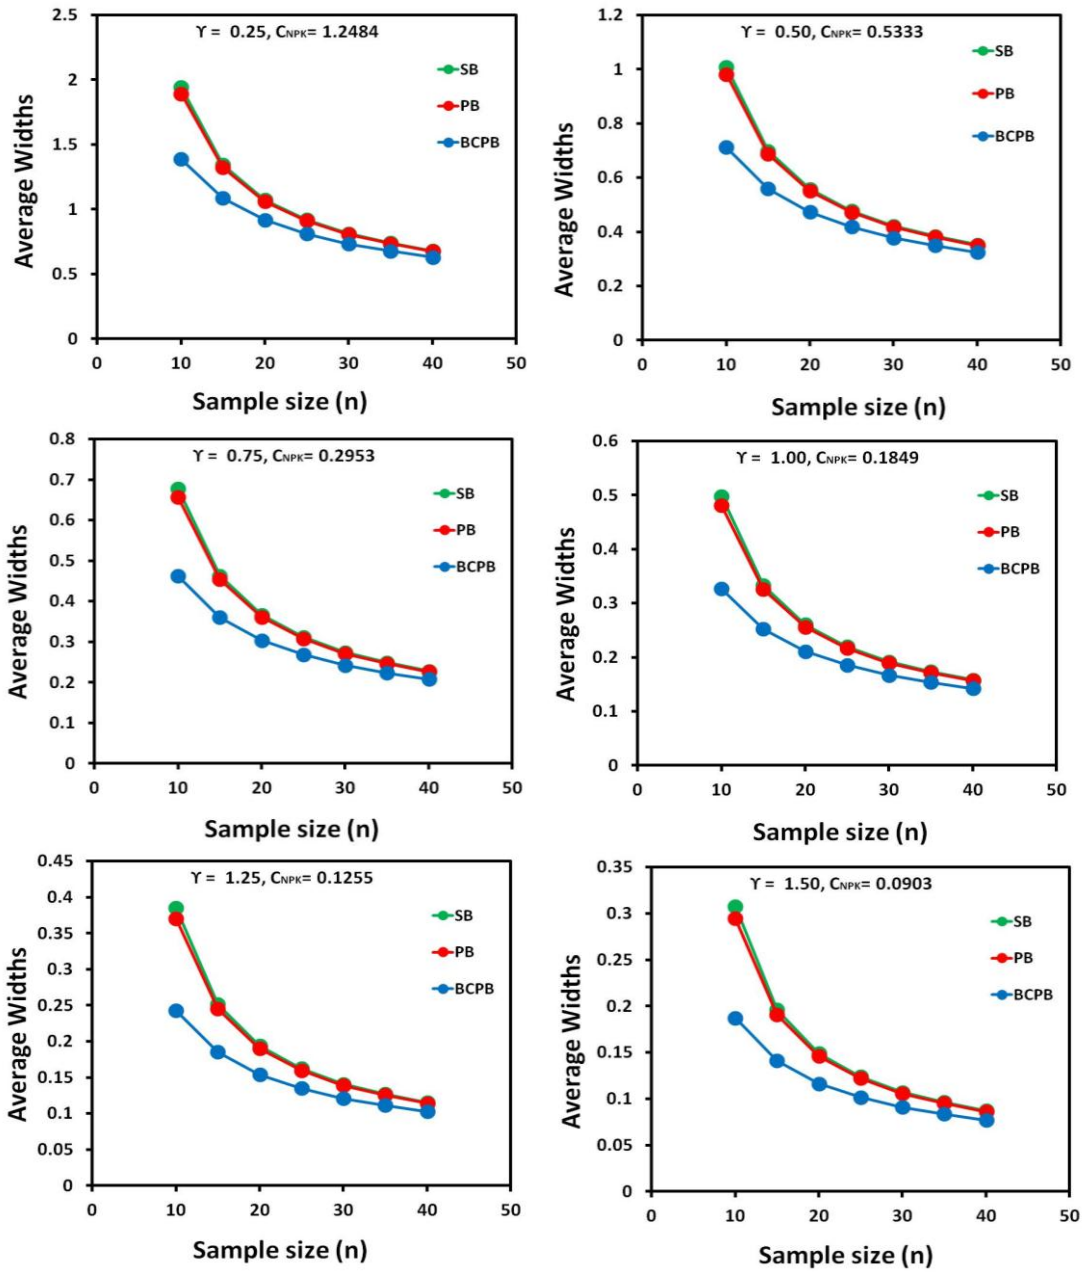 ϒ = 0.25, CNPK= 1.2484
2.5
2
1.5
1
0.5
0
Average Widths
SB
PB
BCPB
0 10 20 30 40 50
Sample size (n)
ϒ = 0.50, CNPK= 0.5333
1.2
1
0.8
0.6
0.4
0.2
0
Average Widths
SB
PB
BCPB
0 10 20 30 40 50
Sample size (n)
ϒ = 0.75, CNPK= 0.2953
0.8
0.7
0.6
0.5
0.4
0.3
0.2
0.1
0
Average Widths
SB
PB
BCPB
0 10 20 30 40 50
Sample size (n)
ϒ = 1.00, CNPK= 0.1849
0.6
0.5
0.4
0.3
0.2
0.1
0
Average Widths
SB
PB
BCPB
0 10 20 30 40 50
Sample size (n)
ϒ = 1.25, CNPK= 0.1255
0.45
0.4
0.35
0.3
0.25
0.2
0.15
0.1
0.05
0
Average Widths
SB
PB
BCPB
0 10 20 30 40 50
Sample size (n)
ϒ = 1.50, CNPK= 0.0903
0.35
0.3
0.25
0.2
0.15
0.1
0.05
0
Average Widths
SB
PB
BCPB
0 10 20 30 40 50
Sample size (n)